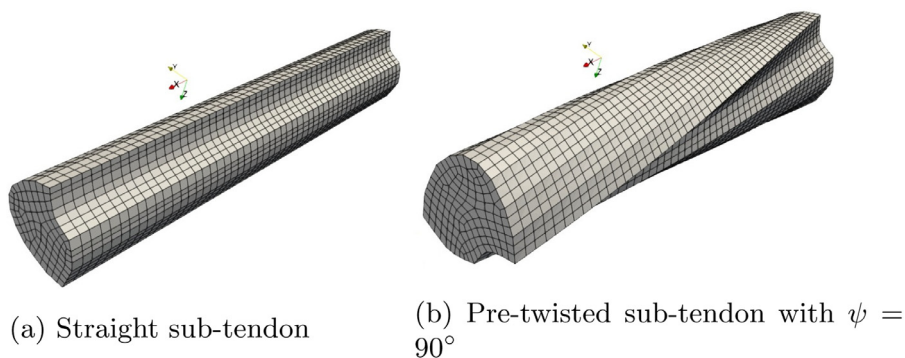 Y
X
Z
Y
X
Z
(a) Straight sub-tendon
(b) Pre-twisted sub-tendon with ψ =
90°